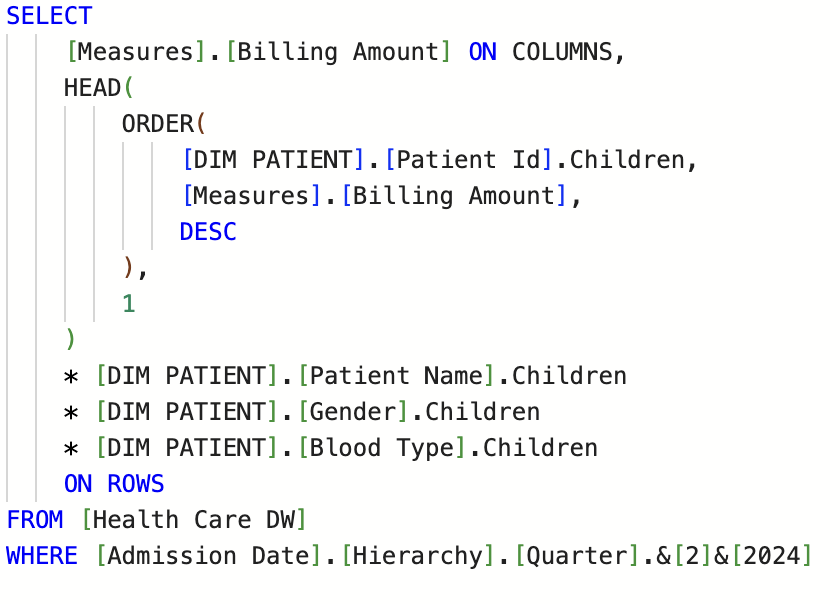 SELECT
[Measures].[Billing Amount] ON COLUMNS,
HEAD(
ORDER(
[DIM PATIENT].[Patient Id].Children,
[Measures].[Billing Amount],
DESC
),
1
)
* [DIM PATIENT].[Patient Name].Children
* [DIM PATIENT].[Gender].Children
* [DIM PATIENT].[Blood Type].Children
ON ROWS
FROM [Health Care DW]
WHERE [Admission Date].[Hierarchy].[Quarter].&[2]&[2024]